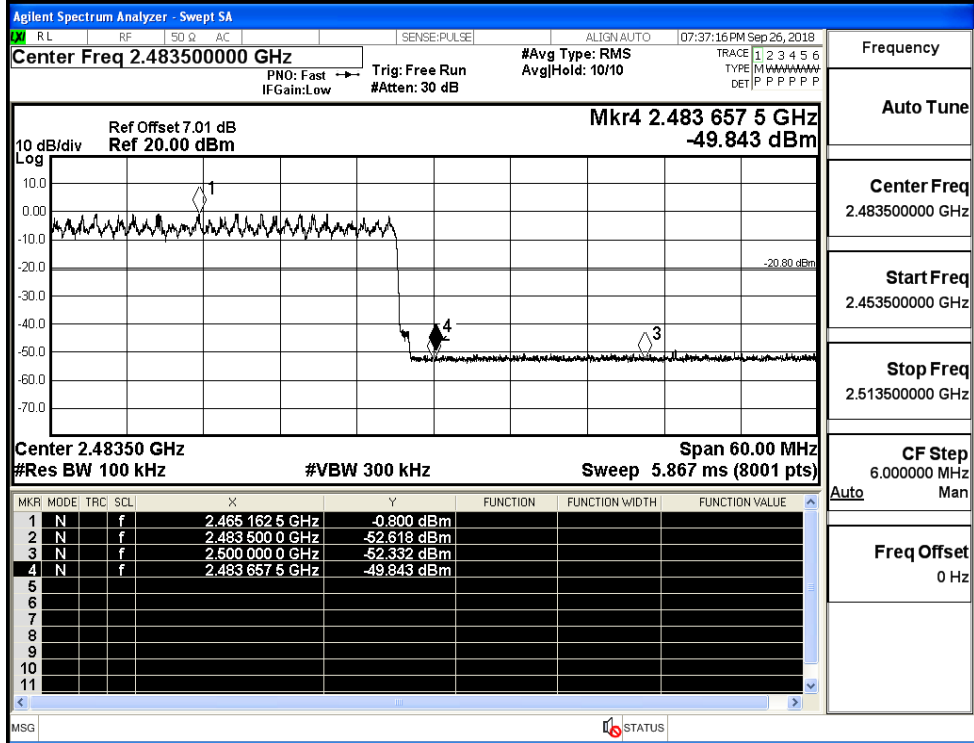 Agilent Spectrum Analyzer - Swept SA
LXI RL RF 50 Ω AC SENSE:PULSE ALIGN AUTO 07:37:16 PM Sep 26, 2018
Center Freq 2.483500000 GHz
PNO: Fast
IFGain:Low
Trig: Free Run
#Atten: 30 dB
#Avg Type: RMS
Avg|Hold: 10/10
TRACE 1 2 3 4 5 6
TYPE M W W W W W
DET P P P P P P
Frequency
Auto Tune
Center Freq
2.483500000 GHz
Start Freq
2.453500000 GHz
Stop Freq
2.513500000 GHz
CF Step
6.000000 MHz
Auto Man
Freq Offset
0 Hz
Mkr4 2.483 657 5 GHz
-49.843 dBm
Ref Offset 7.01 dB
10 dB/div Ref 20.00 dBm
Log
10.0
0.00
-10.0
-20.0
-30.0
-40.0
-50.0
-60.0
-70.0
1
-20.80 dBm
4
3
Center 2.48350 GHz Span 60.00 MHz
#Res BW 100 kHz #VBW 300 kHz Sweep 5.867 ms (8001 pts)
MKR MODE TRC SCL X Y FUNCTION FUNCTION WIDTH FUNCTION VALUE
1 N f 2.465 162 5 GHz -0.800 dBm
2 N f 2.483 500 0 GHz -52.618 dBm
3 N f 2.500 000 0 GHz -52.332 dBm
4 N f 2.483 657 5 GHz -49.843 dBm
5
6
7
8
9
10
11
MSG STATUS